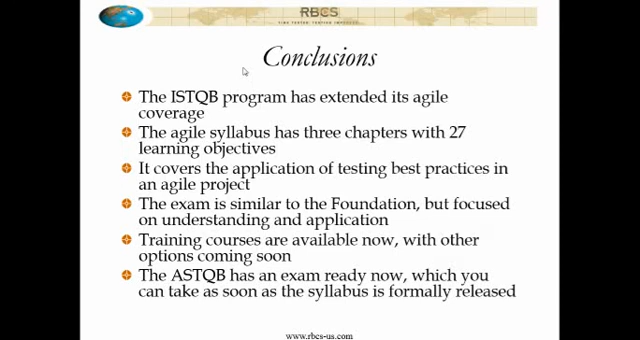 RBCS
TIME TESTED. TESTING IMPROVED.
Conclusions
The ISTQB program has extended its agile
coverage
The agile syllabus has three chapters with 27
learning objectives
It covers the application of testing best practices in
an agile project
The exam is similar to the Foundation, but focused
on understanding and application
Training courses are available now, with other
options coming soon
The ASTQB has an exam ready now, which you
can take as soon as the syllabus is formally released
www.rbcs-us.com